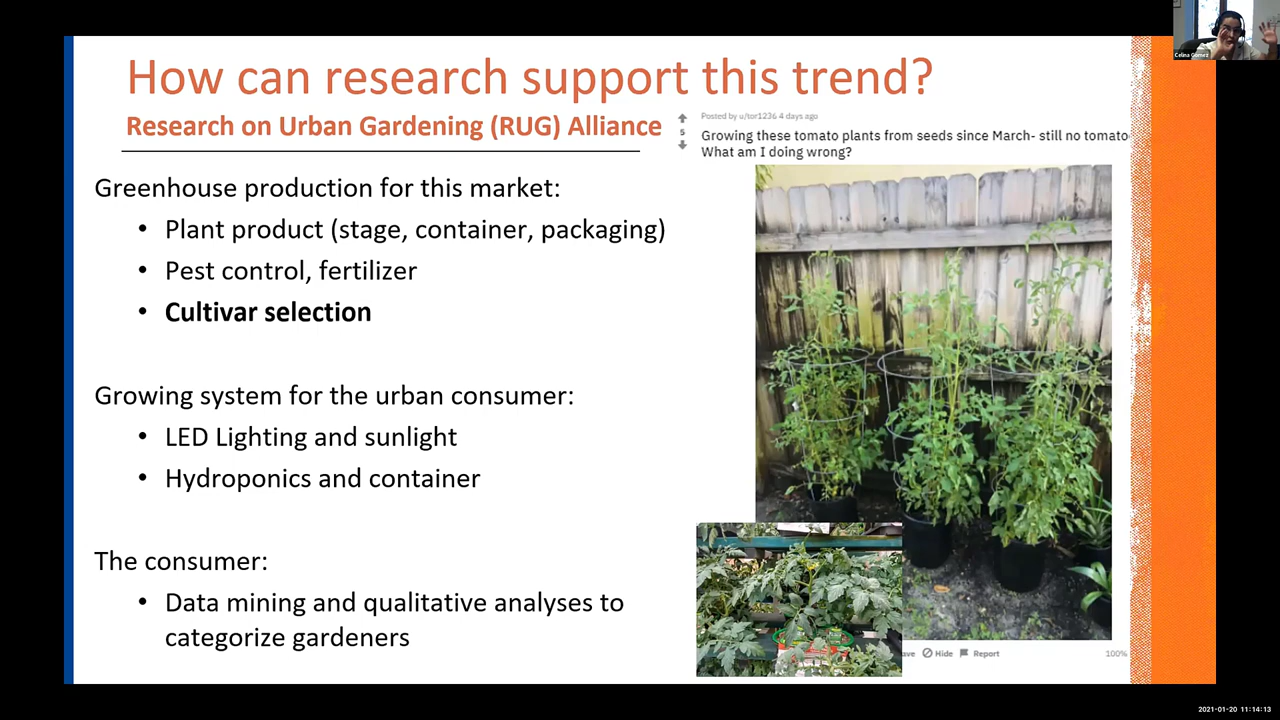 How can research support this trend?
Research on Urban Gardening (RUG) Alliance
Greenhouse production for this market:
• Plant product (stage, container, packaging)
• Pest control, fertilizer
• Cultivar selection
Growing system for the urban consumer:
• LED Lighting and sunlight
• Hydroponics and container
The consumer:
• Data mining and qualitative analyses to
categorize gardeners
Posted by u/tor1236 4 days ago
5
Growing these tomato plants from seeds since March- still no tomato
What am I doing wrong?
ave Hide Report
100%
Celina Gómez
2021-01-20 11:14:13